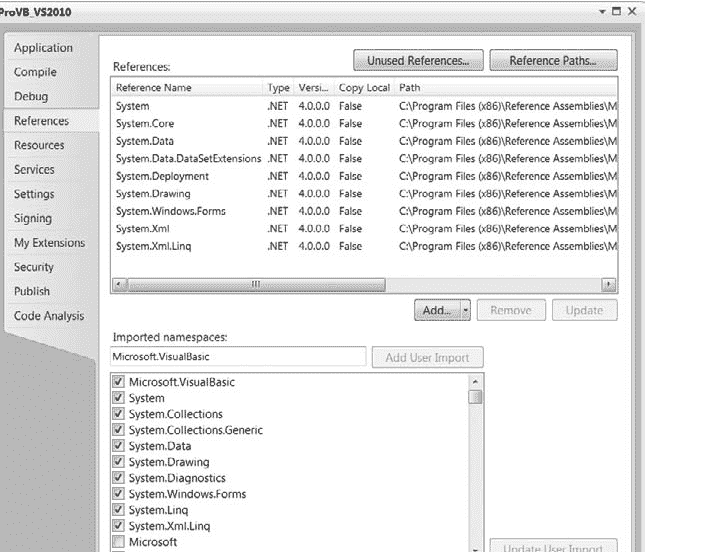 ProVB_VS2010
Application
Compile
Debug
References
Resources
Services
Settings
Signing
My Extensions
Security
Publish
Code Analysis
References:
Unused References...
Reference Paths...
Reference Name Type Versi... Copy Local Path
System .NET 4.0.0.0 False C:\Program Files (x86)\Reference Assemblies\M
System.Core .NET 4.0.0.0 False C:\Program Files (x86)\Reference Assemblies\M
System.Data .NET 4.0.0.0 False C:\Program Files (x86)\Reference Assemblies\M
System.Data.DataSetExtensions .NET 4.0.0.0 False C:\Program Files (x86)\Reference Assemblies\M
System.Deployment .NET 4.0.0.0 False C:\Program Files (x86)\Reference Assemblies\M
System.Drawing .NET 4.0.0.0 False C:\Program Files (x86)\Reference Assemblies\M
System.Windows.Forms .NET 4.0.0.0 False C:\Program Files (x86)\Reference Assemblies\M
System.Xml .NET 4.0.0.0 False C:\Program Files (x86)\Reference Assemblies\M
System.Xml.Linq .NET 4.0.0.0 False C:\Program Files (x86)\Reference Assemblies\M
Add...
Remove
Update
Imported namespaces:
Microsoft.VisualBasic
Add User Import
Microsoft.VisualBasic
System
System.Collections
System.Collections.Generic
System.Data
System.Drawing
System.Diagnostics
System.Windows.Forms
System.Linq
System.Xml.Linq
Microsoft
Update User Import